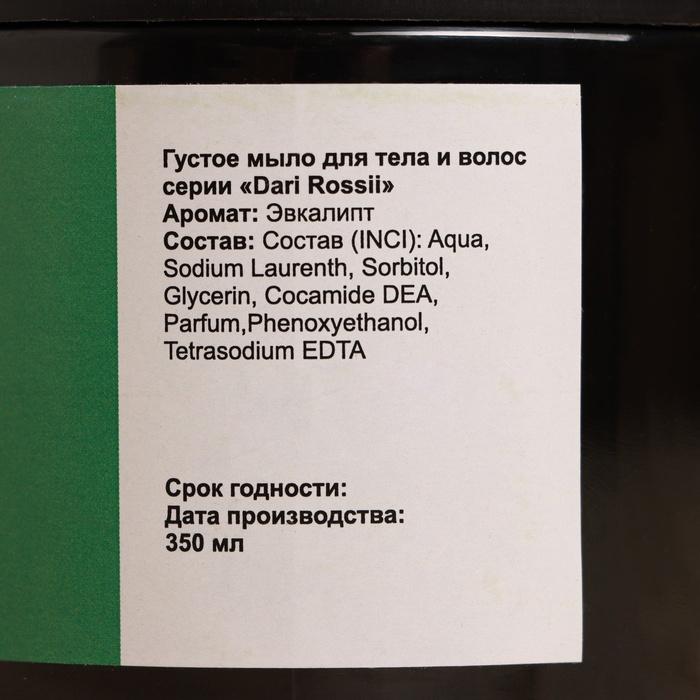 Густое мыло для тела и волос
серии «Dari Rossii»
Аромат: Эвкалипт
Состав: Состав (INCI): Aqua,
Sodium Laurenth, Sorbitol,
Glycerin, Cocamide DEA,
Parfum,Phenoxyethanol,
Tetrasodium EDTA
Срок годности:
Дата производства:
350 мл